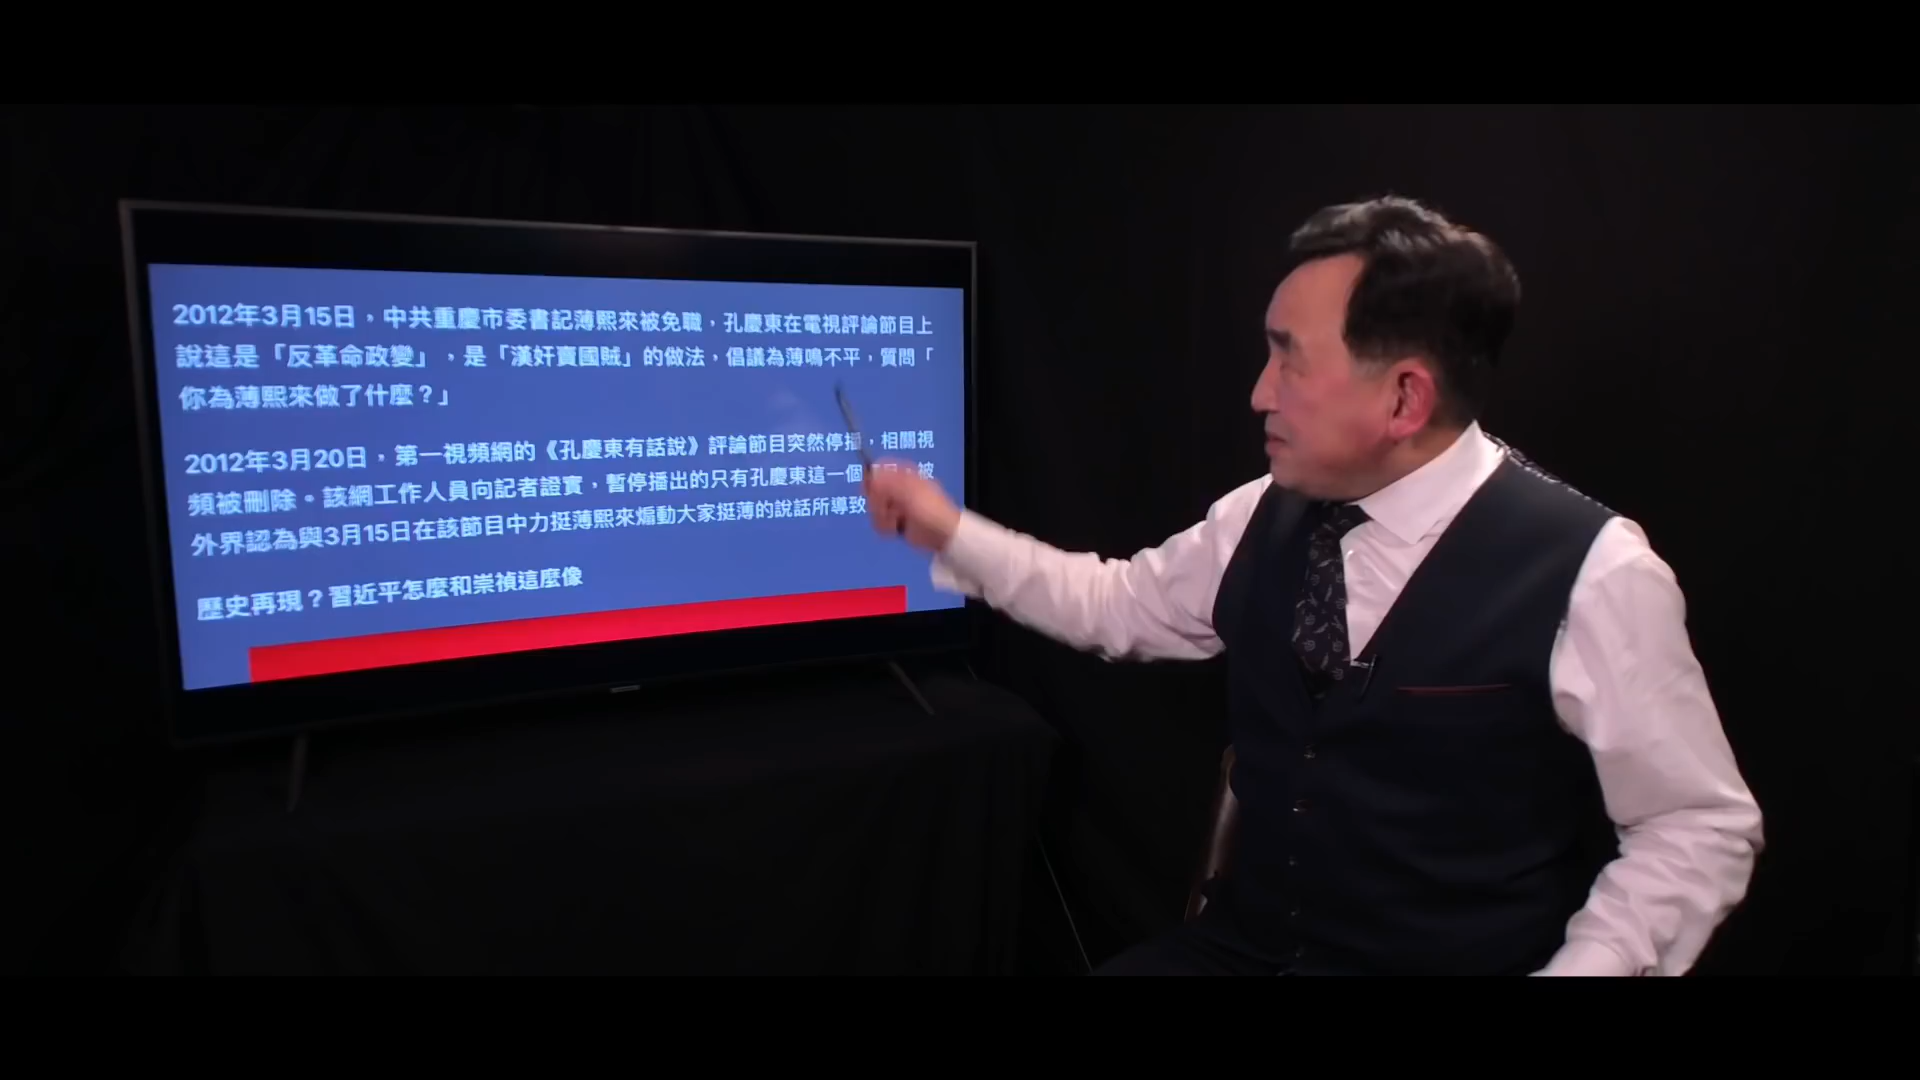 2012年3月15日，中共重慶市委書記薄熙來被免職，孔慶東在電視評論節目上
說這是「反革命政變」，是「漢奸賣國賊」的做法，倡議為薄鳴不平，質問「
你為薄熙來做了什麼？」
2012年3月20日，第一視頻網的《孔慶東有話說》評論節目突然停播，相關視
頻被刪除。該網工作人員向記者證實，暫停播出的只有孔慶東這一個 被
外界認為與3月15日在該節目中力挺薄熙來煽動大家挺薄的說話所導致
歷史再現？習近平怎麼和崇禎這麼像